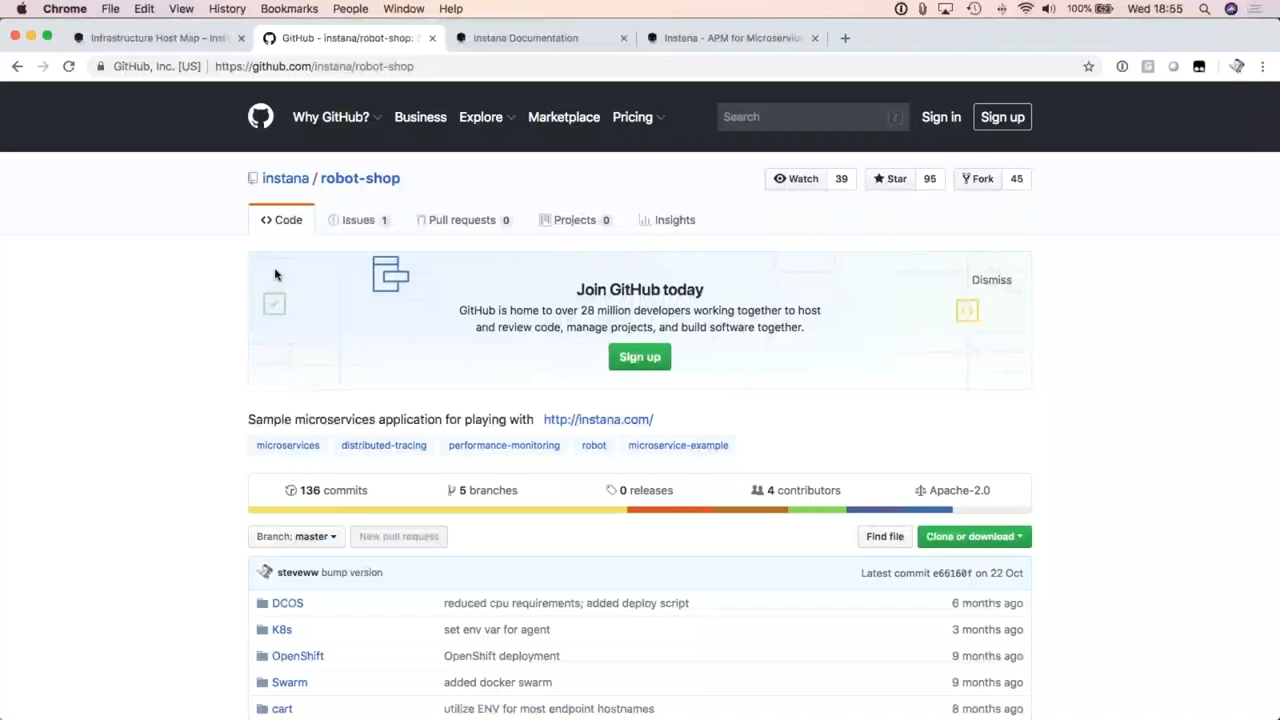 Chrome File Edit View History Bookmarks People Window Help 100% Wed 18:55
Infrastructure Host Map – Inst
GitHub - instana/robot-shop:
Instana Documentation
Instana - APM for Microservic
GitHub, Inc. [US] https://github.com/instana/robot-shop
Why GitHub? Business Explore Marketplace Pricing Search / Sign in Sign up
instana / robot-shop
Watch 39 Star 95 Fork 45
Code Issues 1 Pull requests 0 Projects 0 Insights
Dismiss
Join GitHub today
GitHub is home to over 28 million developers working together to host
and review code, manage projects, and build software together.
Sign up
Sample microservices application for playing with http://instana.com/
microservices distributed-tracing performance-monitoring robot microservice-example
136 commits 5 branches 0 releases 4 contributors Apache-2.0
Branch: master New pull request Find file Clone or download
steveww bump version Latest commit e66160f on 22 Oct
DCOS reduced cpu requirements; added deploy script 6 months ago
K8s set env var for agent 3 months ago
OpenShift OpenShift deployment 9 months ago
Swarm added docker swarm 9 months ago
cart utilize ENV for most endpoint hostnames 8 months ago